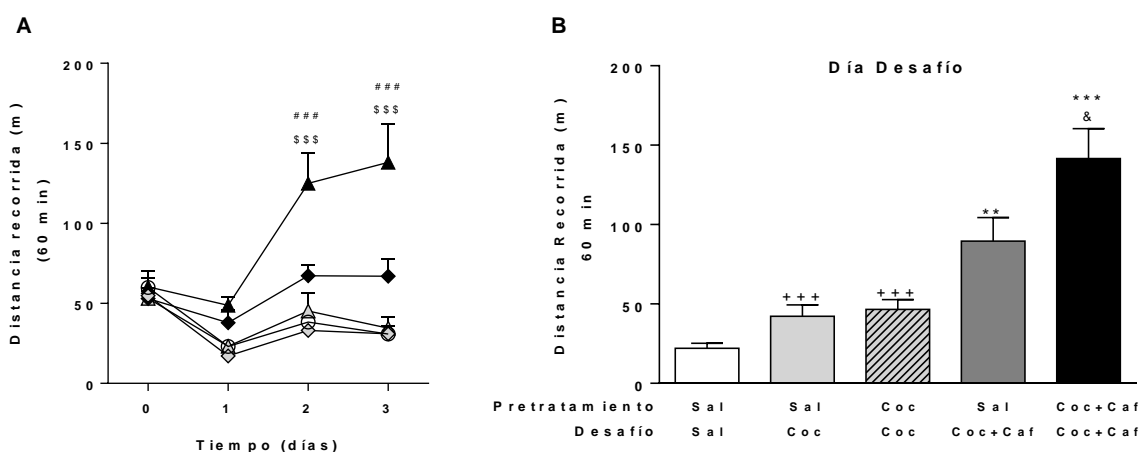 A
Distancia recorrida (m)
(60 min)
200
150
100
50
0
0 1 2 3
Tiempo (días)
###
$$$
###
$$$
B
Día Desafío
Distancia Recorrida (m)
60 min
200
150
100
50
0
+++
+++
**
***
&
Pretratamiento Sal Sal Coc Sal Coc+Caf
Desafío Sal Coc Coc Coc+Caf Coc+Caf